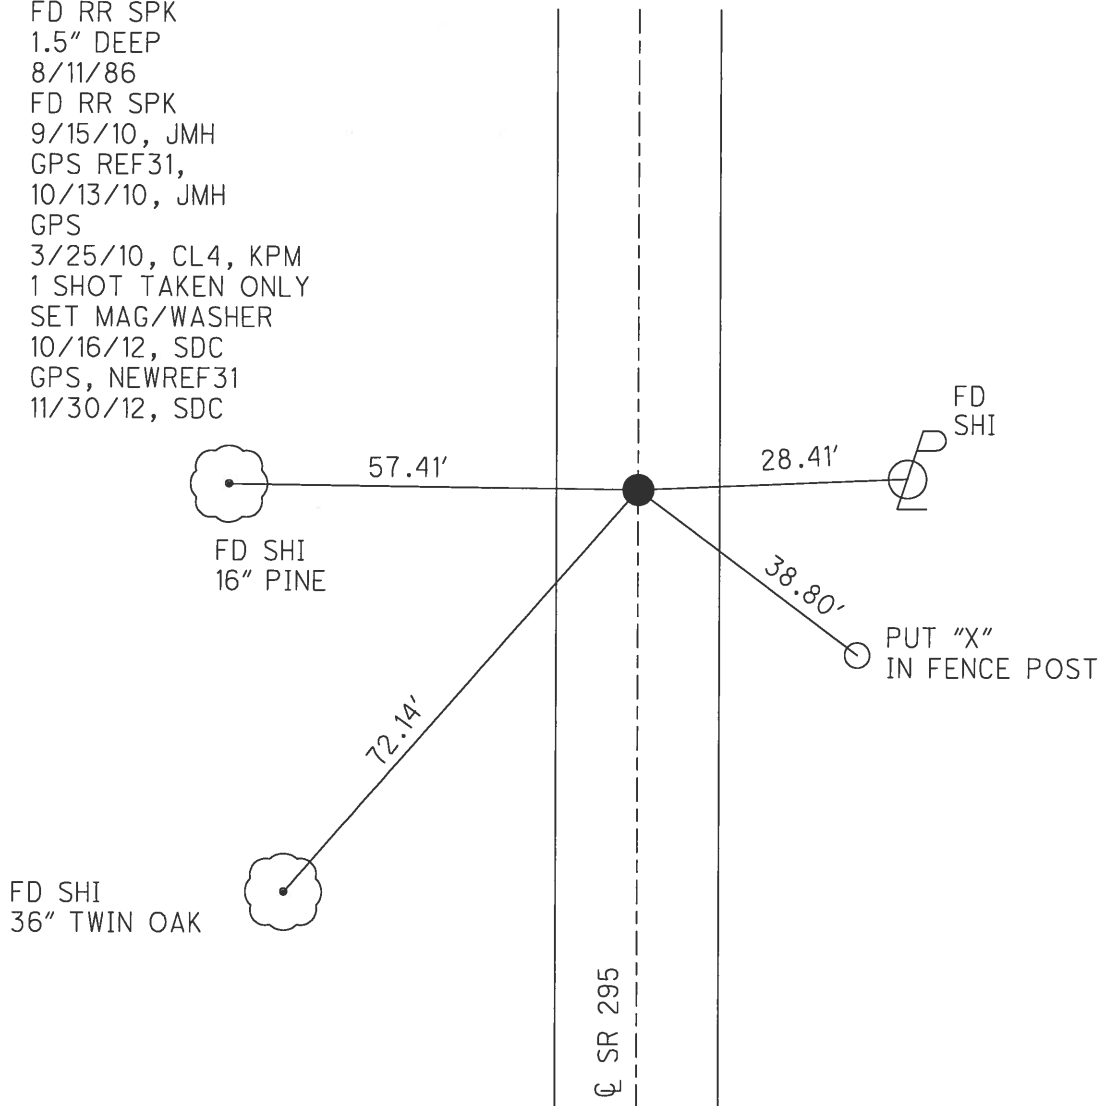 FD RR SPK
1.5" DEEP
8/11/86
FD RR SPK
9/15/10, JMH
GPS REF31,
10/13/10, JMH
GPS
3/25/10, CL4, KPM
1 SHOT TAKEN ONLY
SET MAG/WASHER
10/16/12, SDC
GPS, NEWREF31
11/30/12, SDC
FD
SHI
57.41'
28.41'
FD SHI
16" PINE
38.80'
PUT "X"
IN FENCE POST
72.14'
FD SHI
36" TWIN OAK
℄ SR 295